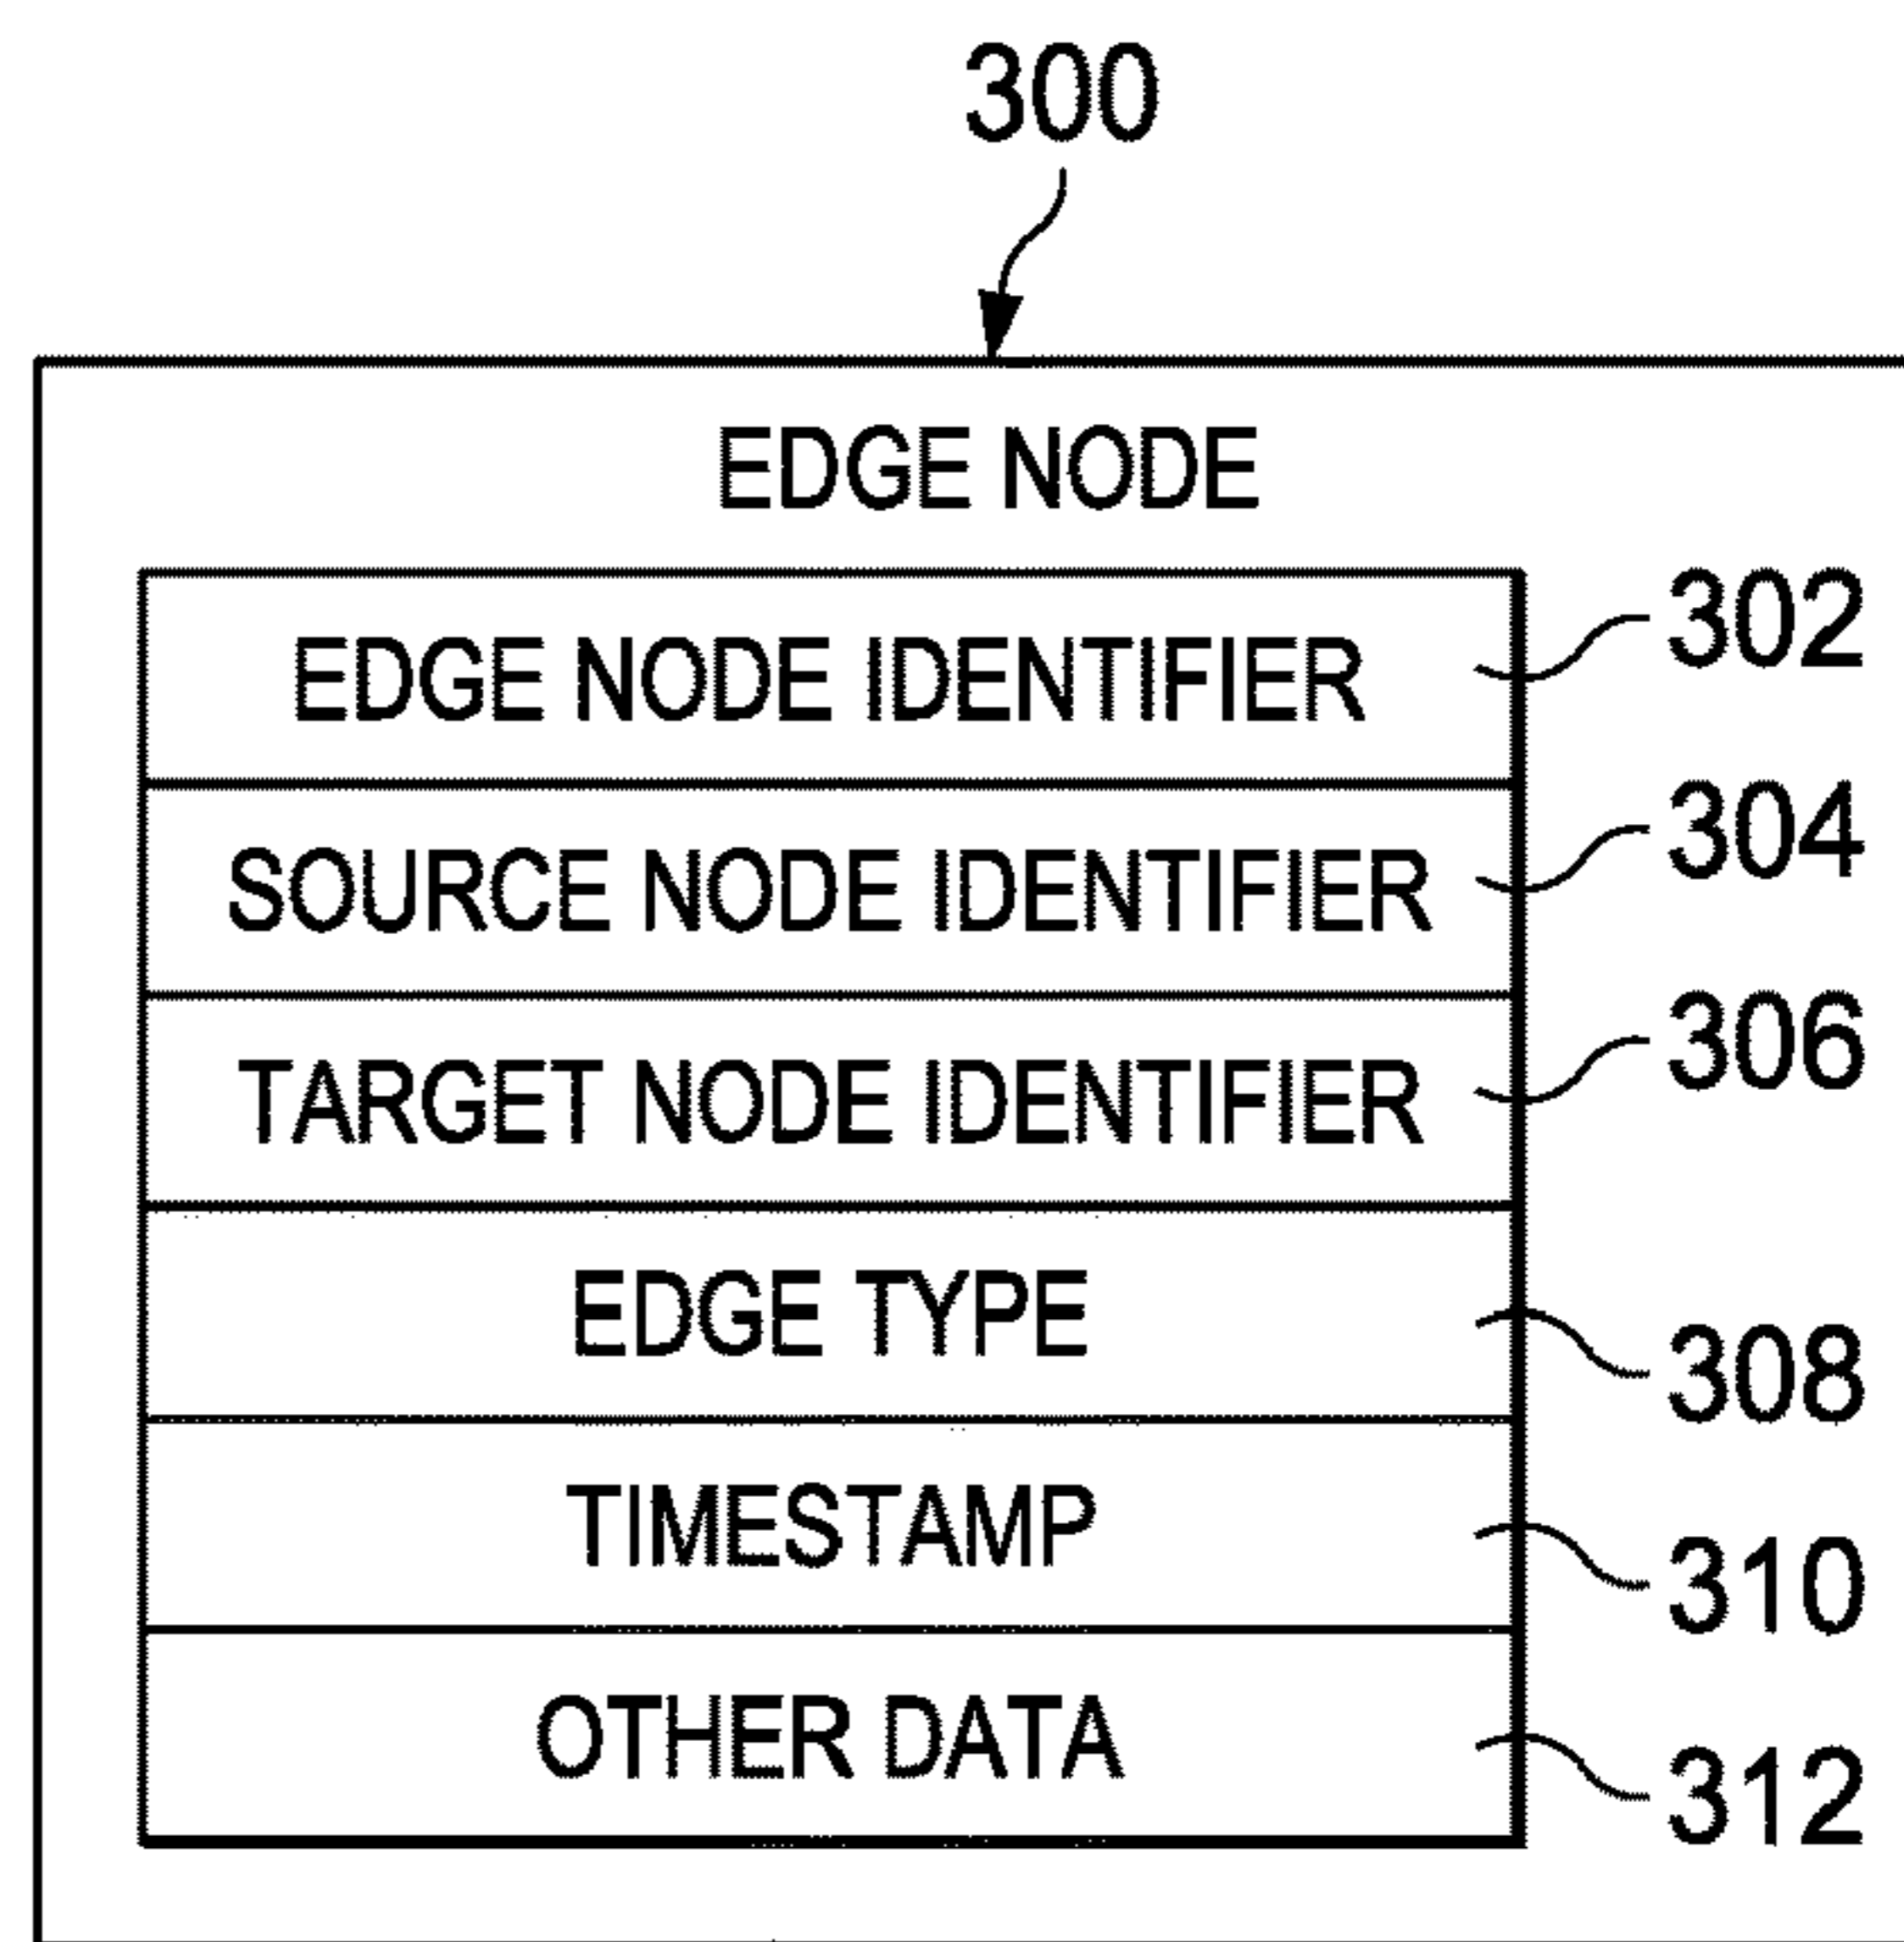 300
EDGE NODE
EDGE NODE IDENTIFIER 302
SOURCE NODE IDENTIFIER 304
TARGET NODE IDENTIFIER 306
EDGE TYPE 308
TIMESTAMP 310
OTHER DATA 312